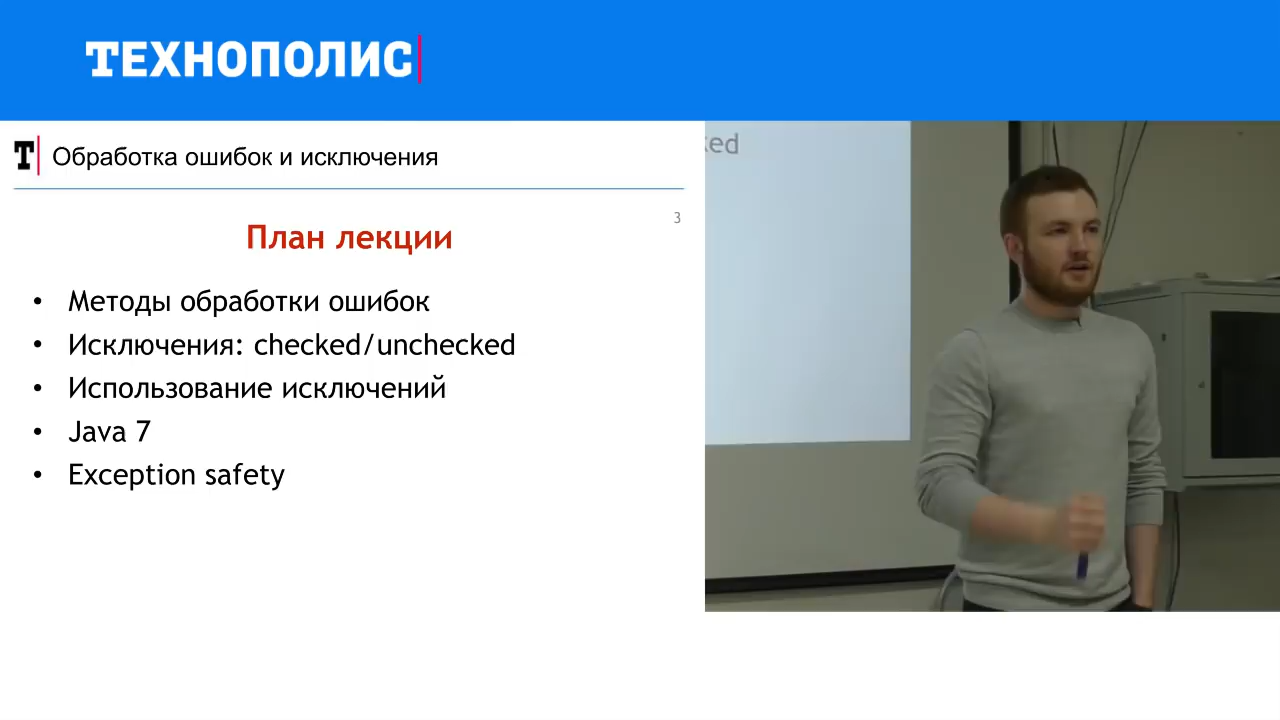 ТЕХНОПОЛИС
Т Обработка ошибок и исключения
3
План лекции
• Методы обработки ошибок
• Исключения: checked/unchecked
• Использование исключений
• Java 7
• Exception safety
ked